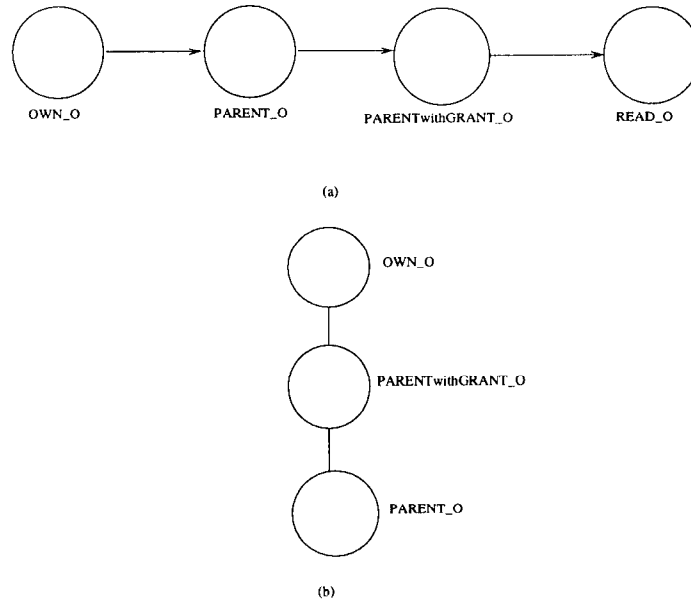 OWN_O
PARENT_O
PARENTwithGRANT_O
READ_O
(a)
OWN_O
PARENTwithGRANT_O
PARENT_O
(b)